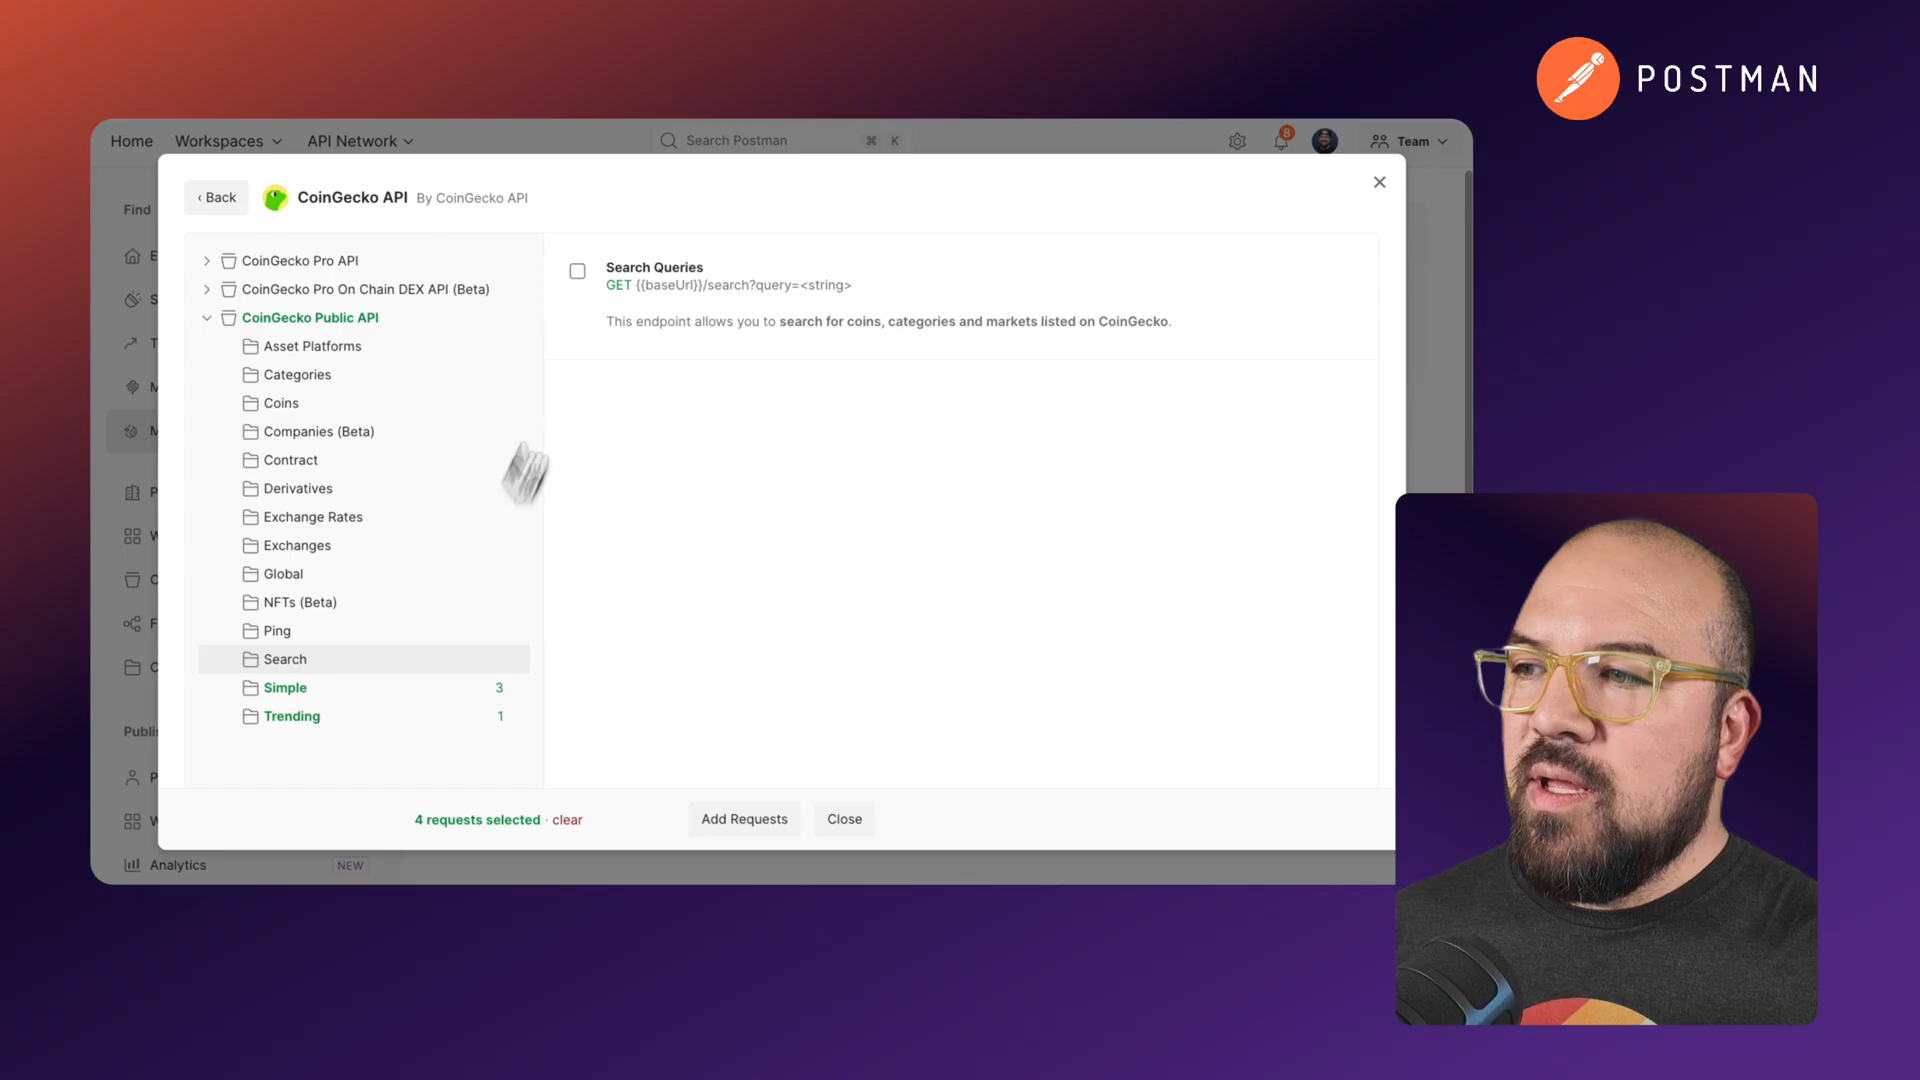 POSTMAN
Home
Workspaces
API Network
Search Postman
⌘ K
8
Team
Find
‹ Back
CoinGecko API
By CoinGecko API
CoinGecko Pro API
CoinGecko Pro On Chain DEX API (Beta)
CoinGecko Public API
Asset Platforms
Categories
Coins
Companies (Beta)
Contract
Derivatives
Exchange Rates
Exchanges
Global
NFTs (Beta)
Ping
Search
Simple 3
Trending 1
Search Queries
GET {{baseUrl}}/search?query=<string>
This endpoint allows you to search for coins, categories and markets listed on CoinGecko.
4 requests selected · clear
Add Requests
Close
Analytics
NEW